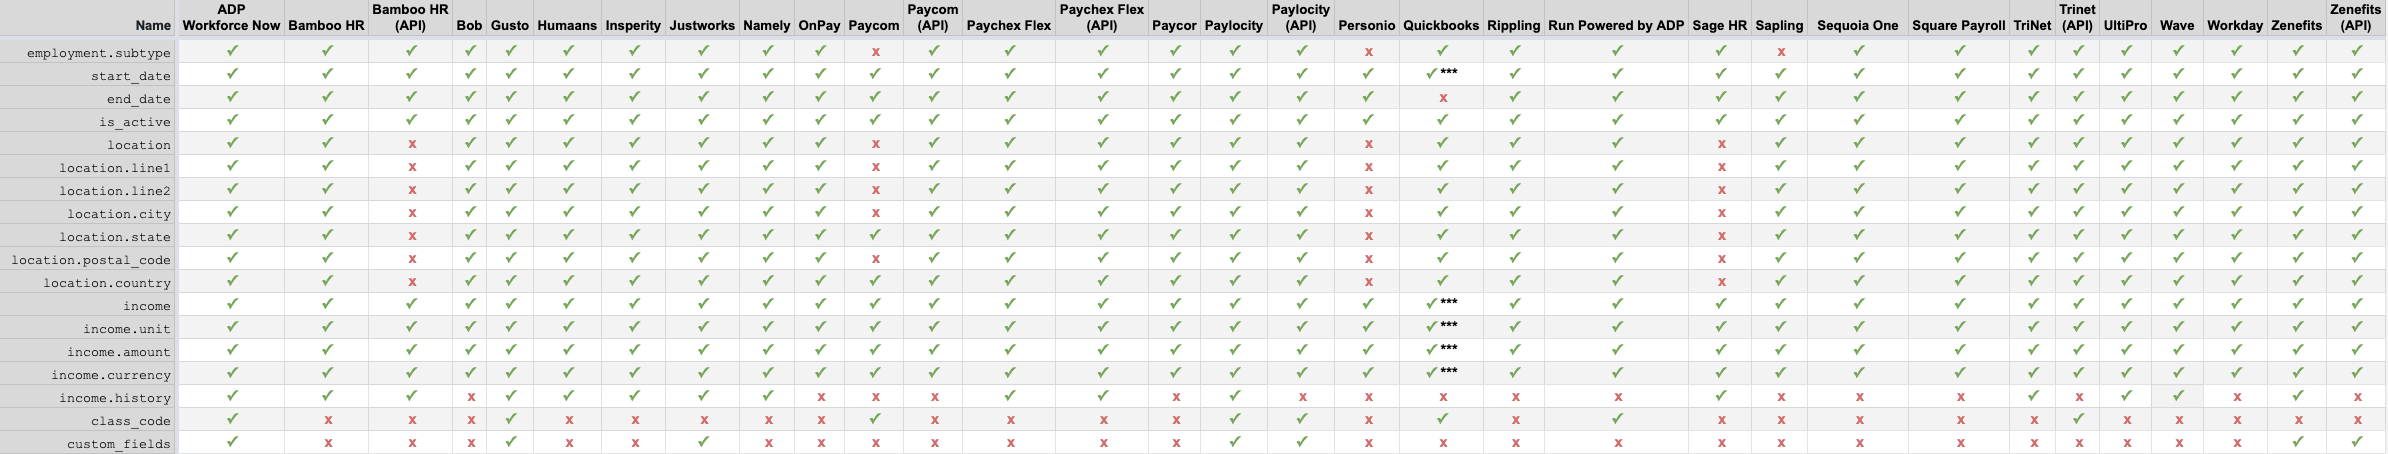 ADP Bamboo HR Paycom Paychex Flex Paylocity Trinet Zenefits
Name Workforce Now Bamboo HR (API) Bob Gusto Humaans Insperity Justworks Namely OnPay Paycom (API) Paychex Flex (API) Paycor Paylocity (API) Personio Quickbooks Rippling Run Powered by ADP Sage HR Sapling Sequoia One Square Payroll TriNet (API) UltiPro Wave Workday Zenefits (API)
employment.subtype ✓ ✓ ✓ ✓ ✓ ✓ ✓ ✓ ✓ ✓ x ✓ ✓ ✓ ✓ ✓ ✓ x ✓ ✓ ✓ ✓ x ✓ ✓ ✓ ✓ ✓ ✓ ✓ ✓ ✓
start_date ✓ ✓ ✓ ✓ ✓ ✓ ✓ ✓ ✓ ✓ ✓ ✓ ✓ ✓ ✓ ✓ ✓ ✓ ✓*** ✓ ✓ ✓ ✓ ✓ ✓ ✓ ✓ ✓ ✓ ✓ ✓ ✓
end_date ✓ ✓ ✓ ✓ ✓ ✓ ✓ ✓ ✓ ✓ ✓ ✓ ✓ ✓ ✓ ✓ ✓ ✓ x ✓ ✓ ✓ ✓ ✓ ✓ ✓ ✓ ✓ ✓ ✓ ✓ ✓
is_active ✓ ✓ ✓ ✓ ✓ ✓ ✓ ✓ ✓ ✓ ✓ ✓ ✓ ✓ ✓ ✓ ✓ ✓ ✓ ✓ ✓ ✓ ✓ ✓ ✓ ✓ ✓ ✓ ✓ ✓ ✓ ✓
location ✓ ✓ x ✓ ✓ ✓ ✓ ✓ ✓ ✓ x ✓ ✓ ✓ ✓ ✓ ✓ x ✓ ✓ ✓ x ✓ ✓ ✓ ✓ ✓ ✓ ✓ ✓ ✓ ✓
location.line1 ✓ ✓ x ✓ ✓ ✓ ✓ ✓ ✓ ✓ x ✓ ✓ ✓ ✓ ✓ ✓ x ✓ ✓ ✓ x ✓ ✓ ✓ ✓ ✓ ✓ ✓ ✓ ✓ ✓
location.line2 ✓ ✓ x ✓ ✓ ✓ ✓ ✓ ✓ ✓ x ✓ ✓ ✓ ✓ ✓ ✓ x ✓ ✓ ✓ x ✓ ✓ ✓ ✓ ✓ ✓ ✓ ✓ ✓ ✓
location.city ✓ ✓ x ✓ ✓ ✓ ✓ ✓ ✓ ✓ x ✓ ✓ ✓ ✓ ✓ ✓ x ✓ ✓ ✓ x ✓ ✓ ✓ ✓ ✓ ✓ ✓ ✓ ✓ ✓
location.state ✓ ✓ x ✓ ✓ ✓ ✓ ✓ ✓ ✓ ✓ ✓ ✓ ✓ ✓ ✓ ✓ x ✓ ✓ ✓ x ✓ ✓ ✓ ✓ ✓ ✓ ✓ ✓ ✓ ✓
location.postal_code ✓ ✓ x ✓ ✓ ✓ ✓ ✓ ✓ ✓ x ✓ ✓ ✓ ✓ ✓ ✓ x ✓ ✓ ✓ x ✓ ✓ ✓ ✓ ✓ ✓ ✓ ✓ ✓ ✓
location.country ✓ ✓ x ✓ ✓ ✓ ✓ ✓ ✓ ✓ ✓ ✓ ✓ ✓ ✓ ✓ ✓ x ✓ ✓ ✓ x ✓ ✓ ✓ ✓ ✓ ✓ ✓ ✓ ✓ ✓
income ✓ ✓ ✓ ✓ ✓ ✓ ✓ ✓ ✓ ✓ ✓ ✓ ✓ ✓ ✓ ✓ ✓ ✓ ✓*** ✓ ✓ ✓ ✓ ✓ ✓ ✓ ✓ ✓ ✓ ✓ ✓ ✓
income.unit ✓ ✓ ✓ ✓ ✓ ✓ ✓ ✓ ✓ ✓ ✓ ✓ ✓ ✓ ✓ ✓ ✓ ✓ ✓*** ✓ ✓ ✓ ✓ ✓ ✓ ✓ ✓ ✓ ✓ ✓ ✓ ✓
income.amount ✓ ✓ ✓ ✓ ✓ ✓ ✓ ✓ ✓ ✓ ✓ ✓ ✓ ✓ ✓ ✓ ✓ ✓ ✓*** ✓ ✓ ✓ ✓ ✓ ✓ ✓ ✓ ✓ ✓ ✓ ✓ ✓
income.currency ✓ ✓ ✓ ✓ ✓ ✓ ✓ ✓ ✓ ✓ ✓ ✓ ✓ ✓ ✓ ✓ ✓ ✓ ✓*** ✓ ✓ ✓ ✓ ✓ ✓ ✓ ✓ ✓ ✓ ✓ ✓ ✓
income.history ✓ ✓ ✓ x ✓ ✓ ✓ ✓ ✓ x x x ✓ ✓ x ✓ x x x x x ✓ x x x ✓ x ✓ ✓ x ✓ x
class_code ✓ x x x ✓ x x x x x ✓ x x x x ✓ ✓ x ✓ x ✓ x x x x x ✓ x x x x x
custom_fields ✓ x x x ✓ x x ✓ x x x x x x x ✓ ✓ x x x x x x x x x x x x x ✓ ✓